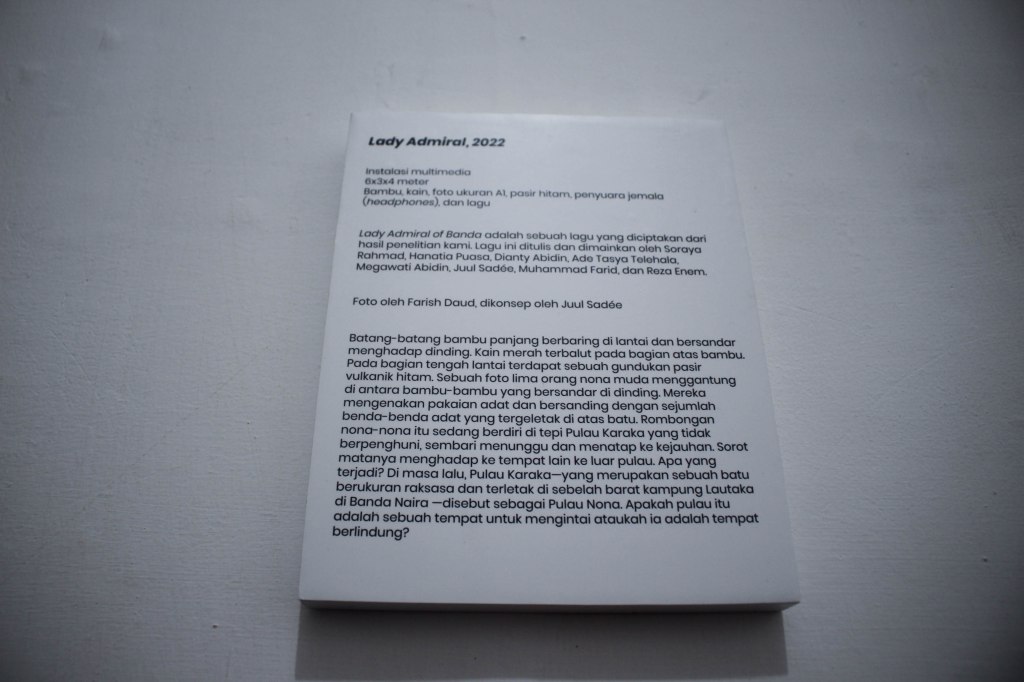 Lady Admiral, 2022
Instalasi multimedia
6x3x4 meter
Bambu, kain, foto ukuran A1, pasir hitam, penyuara jemala
(headphones), dan lagu
Lady Admiral of Banda adalah sebuah lagu yang diciptakan dari
hasil penelitian kami. Lagu ini ditulis dan dimainkan oleh Soraya
Rahmad, Hanatia Puasa, Dianty Abidin, Ade Tasya Telehala,
Megawati Abidin, Juul Sadée, Muhammad Farid, dan Reza Enem.
Foto oleh Farish Daud, dikonsep oleh Juul Sadée
Batang-batang bambu panjang berbaring di lantai dan bersandar
menghadap dinding. Kain merah terbalut pada bagian atas bambu.
Pada bagian tengah lantai terdapat sebuah gundukan pasir
vulkanik hitam. Sebuah foto lima orang nona muda menggantung
di antara bambu-bambu yang bersandar di dinding. Mereka
mengenakan pakaian adat dan bersanding dengan sejumlah
benda-benda adat yang tergeletak di atas batu. Rombongan
nona-nona itu sedang berdiri di tepi Pulau Karaka yang tidak
berpenghuni, sembari menunggu dan menatap ke kejauhan. Sorot
matanya menghadap ke tempat lain ke luar pulau. Apa yang
terjadi? Di masa lalu, Pulau Karaka—yang merupakan sebuah batu
berukuran raksasa dan terletak di sebelah barat kampung Lautaka
di Banda Naira —disebut sebagai Pulau Nona. Apakah pulau itu
adalah sebuah tempat untuk mengintai ataukah ia adalah tempat
berlindung?